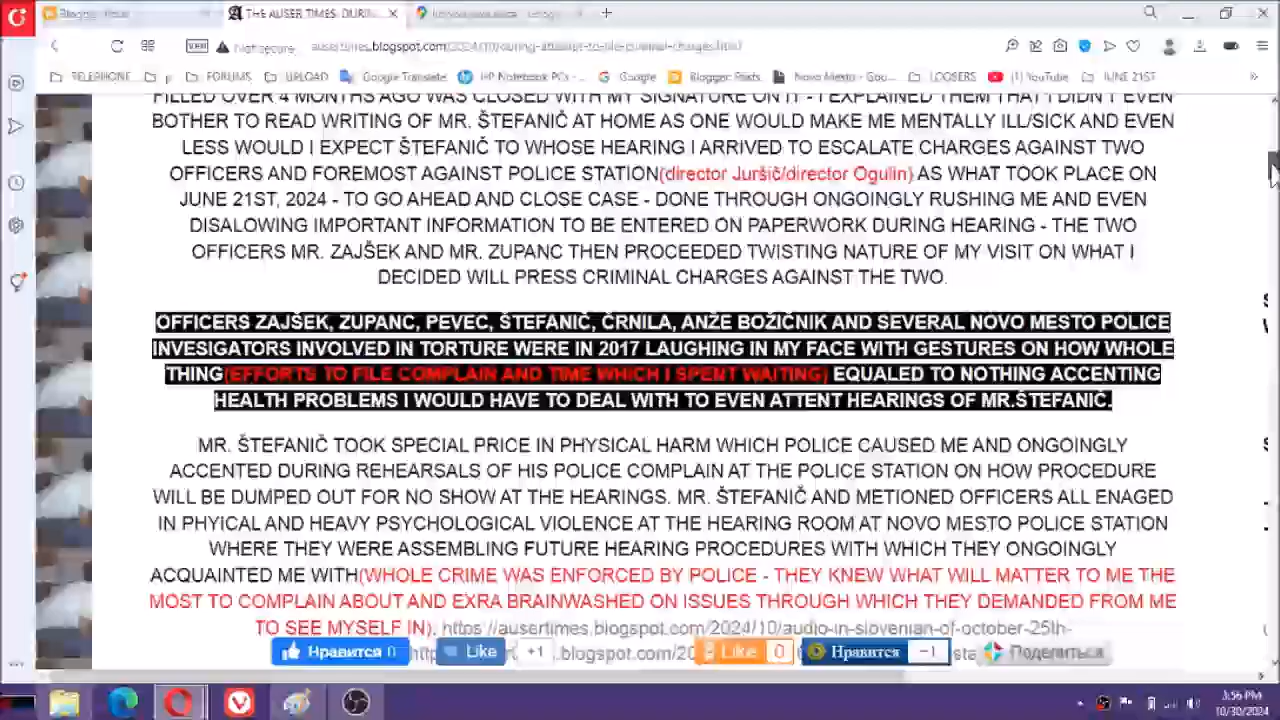 THE AUSER TIMES: DURIN
VPN
Not secure
ausertimes.blogspot.com
TELEPHONE
p
FORUMS
UPLOAD
Google Translate
HP Notebook PCs -...
Google
Blogger: Posts
Novo Mesto - Goo...
LOOSERS
(1) YouTube
JUNE 21ST
»
FILLED OVER 4 MONTHS AGO WAS CLOSED WITH MY SIGNATURE ON IT - I EXPLAINED THEM THAT I DIDN'T EVEN
BOTHER TO READ WRITING OF MR. ŠTEFANIČ AT HOME AS ONE WOULD MAKE ME MENTALLY ILL/SICK AND EVEN
LESS WOULD I EXPECT ŠTEFANIČ TO WHOSE HEARING I ARRIVED TO ESCALATE CHARGES AGAINST TWO
OFFICERS AND FOREMOST AGAINST POLICE STATION(director Juršič/director Ogulin) AS WHAT TOOK PLACE ON
JUNE 21ST, 2024 - TO GO AHEAD AND CLOSE CASE - DONE THROUGH ONGOINGLY RUSHING ME AND EVEN
DISALOWING IMPORTANT INFORMATION TO BE ENTERED ON PAPERWORK DURING HEARING - THE TWO
OFFICERS MR. ZAJŠEK AND MR. ZUPANC THEN PROCEEDED TWISTING NATURE OF MY VISIT ON WHAT I
DECIDED WILL PRESS CRIMINAL CHARGES AGAINST THE TWO.
OFFICERS ZAJŠEK, ZUPANC, PEVEC, ŠTEFANIČ, ČRNILA, ANŽE BOŽIČNIK AND SEVERAL NOVO MESTO POLICE
INVESIGATORS INVOLVED IN TORTURE WERE IN 2017 LAUGHING IN MY FACE WITH GESTURES ON HOW WHOLE
THING(EFFORTS TO FILE COMPLAIN AND TIME WHICH I SPENT WAITING) EQUALED TO NOTHING ACCENTING
HEALTH PROBLEMS I WOULD HAVE TO DEAL WITH TO EVEN ATTENT HEARINGS OF MR.ŠTEFANIČ.
MR. ŠTEFANIČ TOOK SPECIAL PRICE IN PHYSICAL HARM WHICH POLICE CAUSED ME AND ONGOINGLY
ACCENTED DURING REHEARSALS OF HIS POLICE COMPLAIN AT THE POLICE STATION ON HOW PROCEDURE
WILL BE DUMPED OUT FOR NO SHOW AT THE HEARINGS. MR. ŠTEFANIČ AND METIONED OFFICERS ALL ENAGED
IN PHYICAL AND HEAVY PSYCHOLOGICAL VIOLENCE AT THE HEARING ROOM AT NOVO MESTO POLICE STATION
WHERE THEY WERE ASSEMBLING FUTURE HEARING PROCEDURES WITH WHICH THEY ONGOINGLY
ACQUAINTED ME WITH(WHOLE CRIME WAS ENFORCED BY POLICE - THEY KNEW WHAT WILL MATTER TO ME THE
MOST TO COMPLAIN ABOUT AND EXRA BRAINWASHED ON ISSUES THROUGH WHICH THEY DEMANDED FROM ME
TO SEE MYSELF IN). https://ausertimes.blogspot.com/2024/10/audio-in-slovenian-of-october-25th-
Нравится 0 Like +1 .blogspot.com/20 Like 0 Нравится −1 Поделиться
3:56 PM
10/30/2024